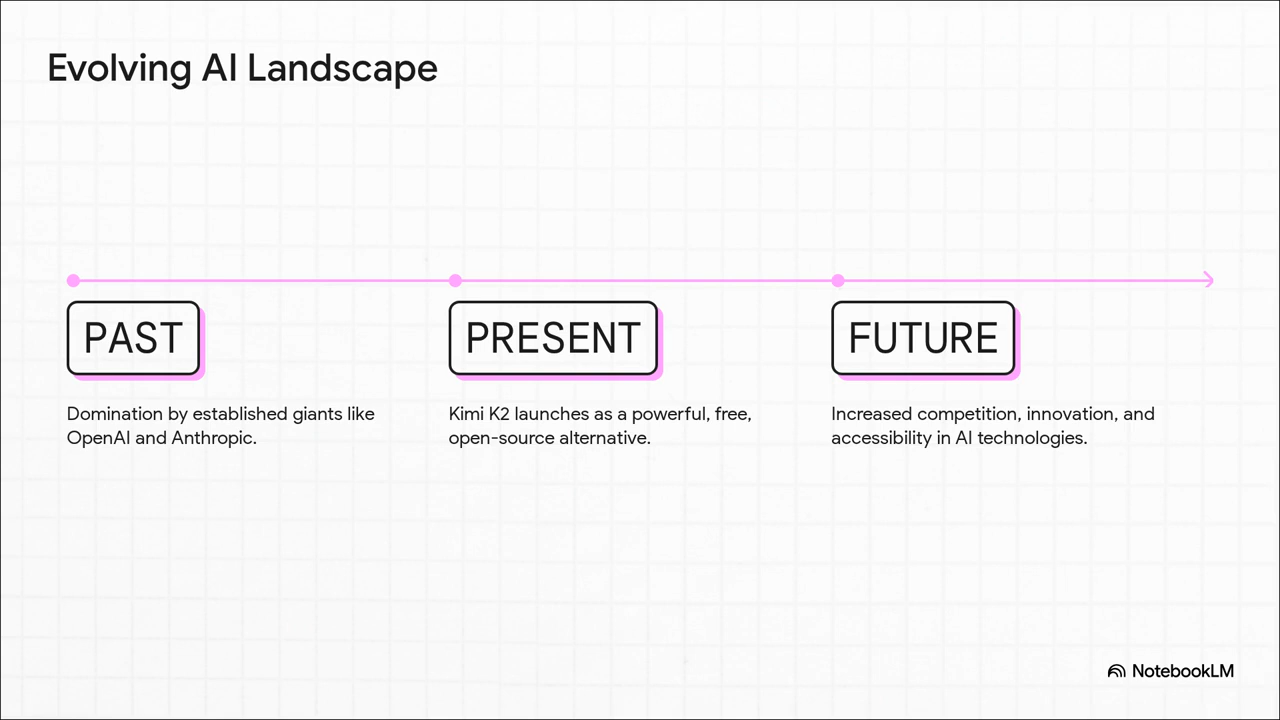 Evolving AI Landscape
PAST
Domination by established giants like
OpenAI and Anthropic.
PRESENT
Kimi K2 launches as a powerful, free,
open-source alternative.
FUTURE
Increased competition, innovation, and
accessibility in AI technologies.
NotebookLM